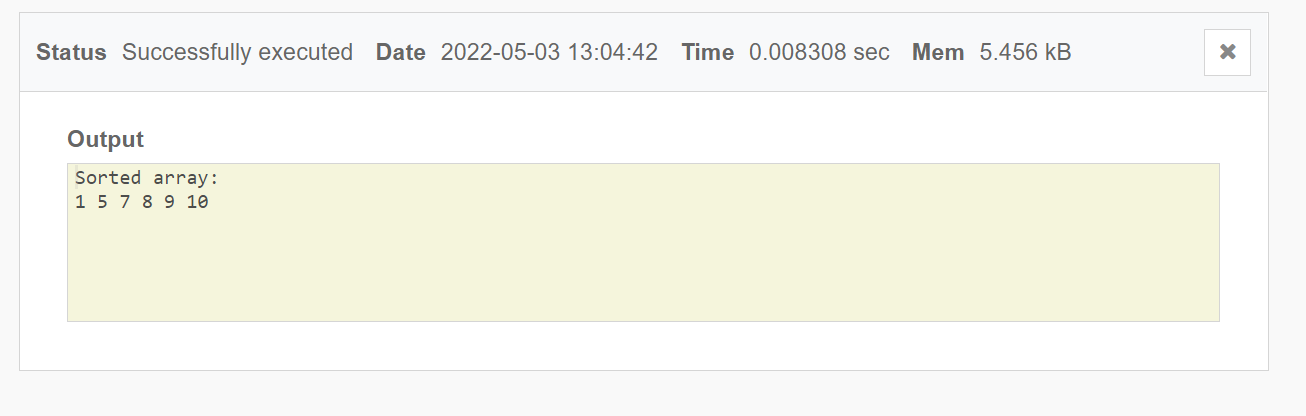 Status Successfully executed Date 2022-05-03 13:04:42 Time 0.008308 sec Mem 5.456 kB
Output
Sorted array:
1 5 7 8 9 10